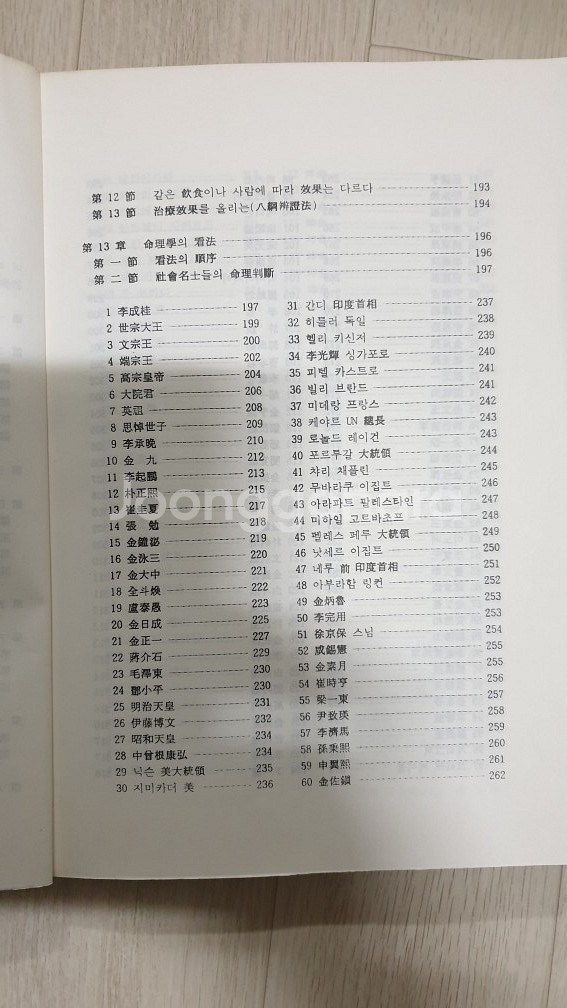 第 12 節 같은 飮食이나 사람에 따라 效果는 다르다 193
第 13 節 治療效果를 올리는(八綱辨證法) 194
第 13 章 命理學의 看法 196
第 一 節 看法의 順序 196
第 二 節 社會名士들의 命理判斷 197
1 李成桂 197
2 世宗大王 199
3 文宗王 200
4 端宗王 202
5 高宗皇帝 204
6 大院君 206
7 英祖 208
8 思悼世子 209
9 李承晚 210
10 金 九 212
11 李起鵬 213
12 朴正熙 215
13 崔圭夏 217
14 張 勉 218
15 金鍾泌 219
16 金泳三 220
17 金大中 221
18 全斗煥 222
19 盧泰愚 223
20 金日成 225
21 金正一 227
22 蔣介石 229
23 毛澤東 230
24 鄧小平 230
25 明治天皇 231
26 伊藤博文 232
27 昭和天皇 234
28 中曾根康弘 234
29 닉슨 美大統領 235
30 지미카더 美 236
31 간디 印度首相 237
32 히틀러 독일 238
33 헬리 키신저 239
34 李光輝 싱가포로 240
35 피텔 카스트로 241
36 빌리 브란드 241
37 미데랑 프랑스 242
38 케야르 UN 總長 243
39 로놀드 레이건 243
40 포르투갈 大統領 244
41 챠리 채플린 245
42 무바라쿠 이집트 246
43 아라파트 팔레스타인 247
44 미하일 고르바쵸프 248
45 펠레스 페루 大統領 249
46 낫세르 이집트 250
47 네루 前 印度首相 251
48 아부라함 링컨 252
49 金炳魯 253
50 李完用 253
51 徐京保 스님 254
52 咸錫憲 255
53 金素月 256
54 崔時亨 256
55 梁一東 257
56 尹致暎 258
57 李濟馬 259
58 孫秉熙 260
59 申翼熙 261
60 金佐鎭 262